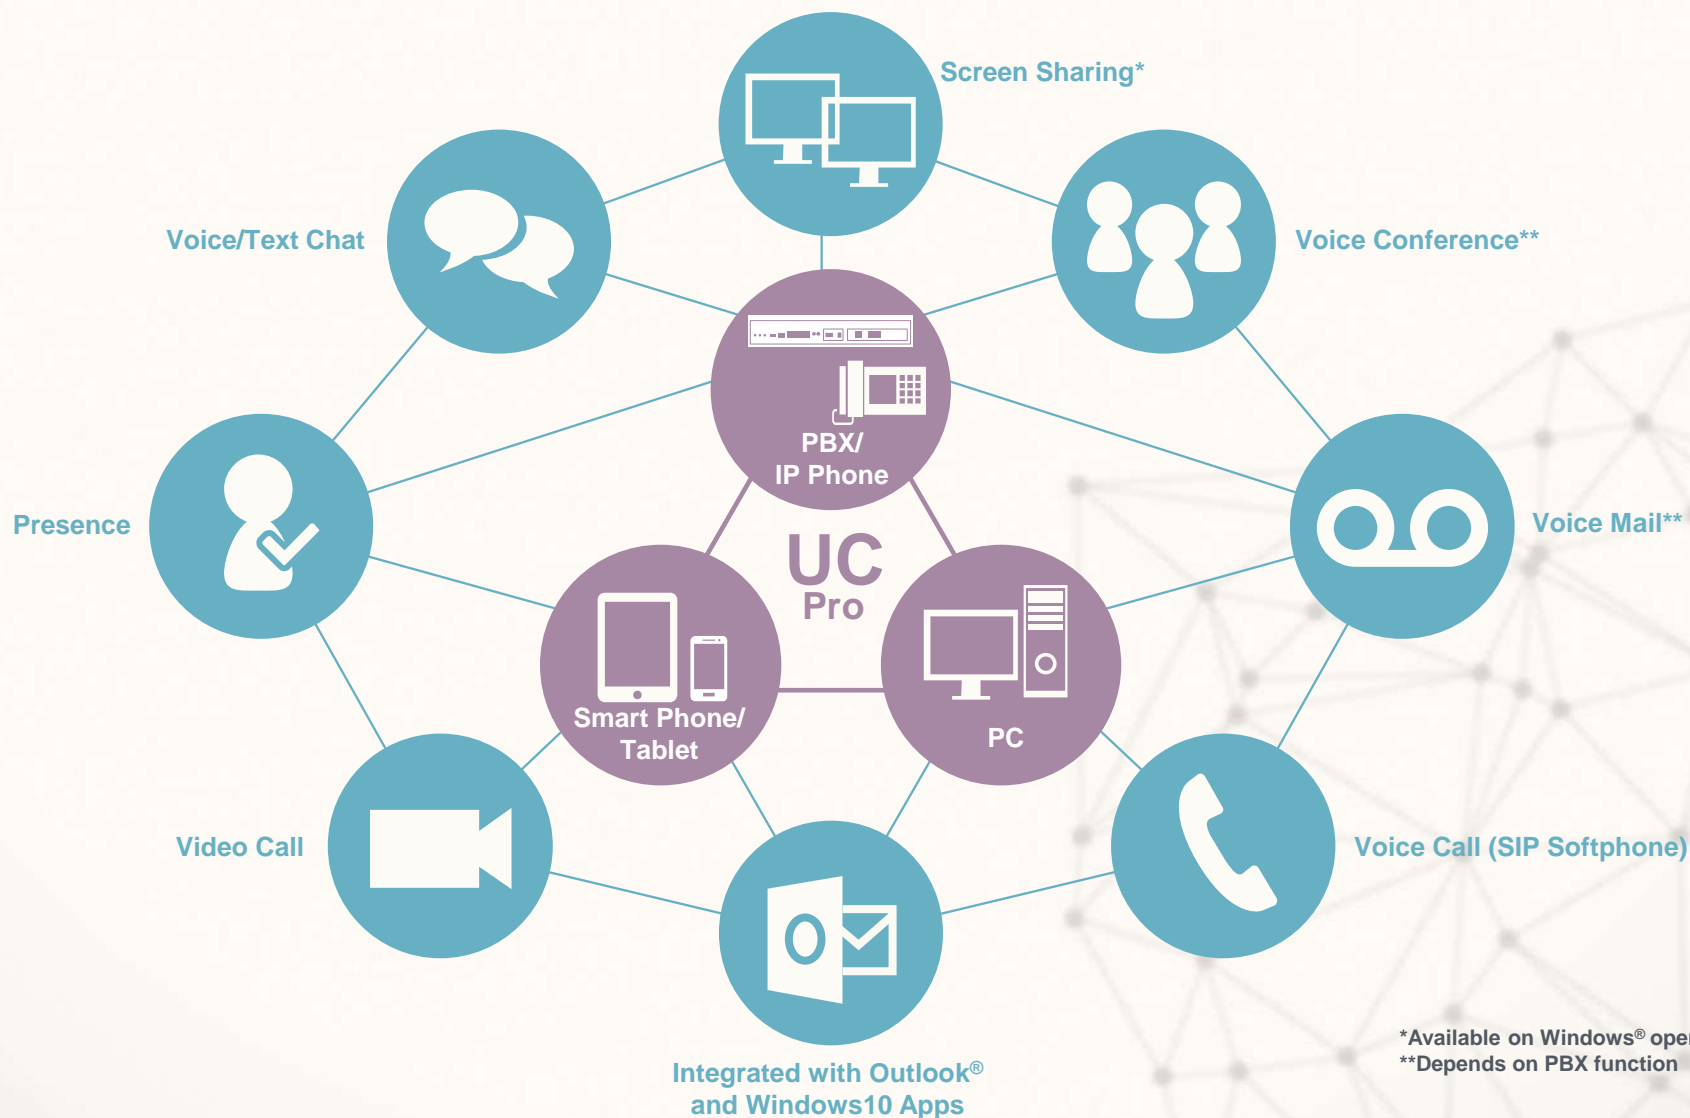 Screen Sharing*
Voice/Text Chat
Voice Conference**
PBX/
IP Phone
Presence
UC
Pro
Voice Mail**
Smart Phone/
Tablet
PC
Video Call
Voice Call (SIP Softphone)
*Available on Windows®
**Depends on PBX function
Integrated with Outlook®
and Windows10 Apps